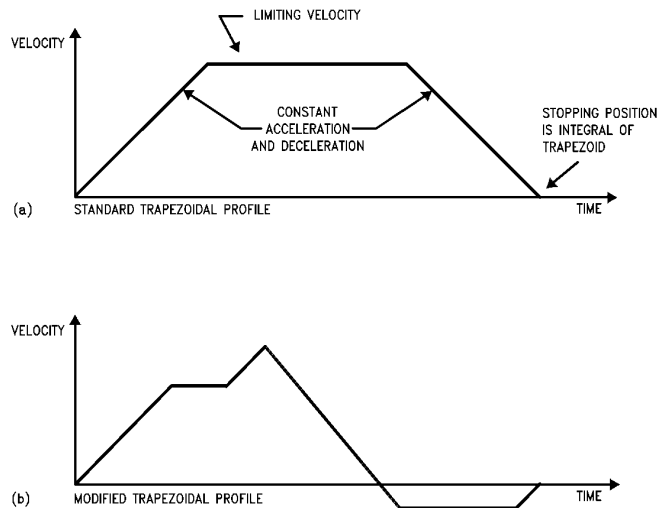 LIMITING VELOCITY
VELOCITY
CONSTANT
ACCELERATION
AND DECELERATION
STOPPING POSITION
IS INTEGRAL OF
TRAPEZOID
(a)
STANDARD TRAPEZOIDAL PROFILE
TIME
VELOCITY
(b)
MODIFIED TRAPEZOIDAL PROFILE
TIME